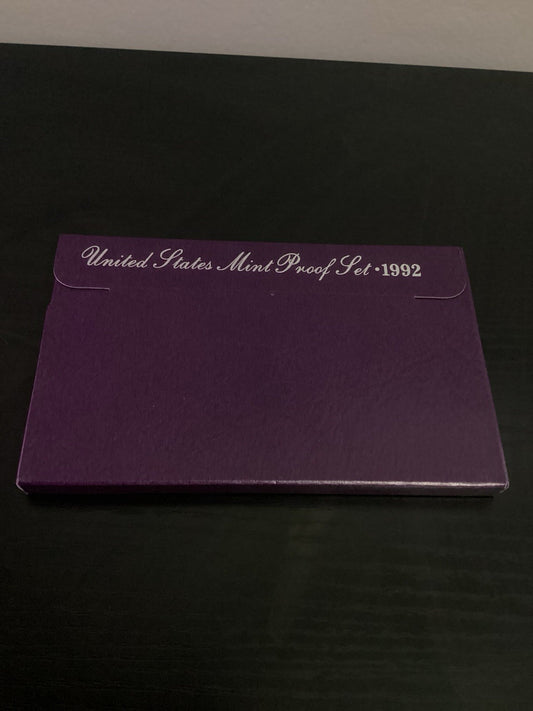 United States Mint Proof Set • 1992